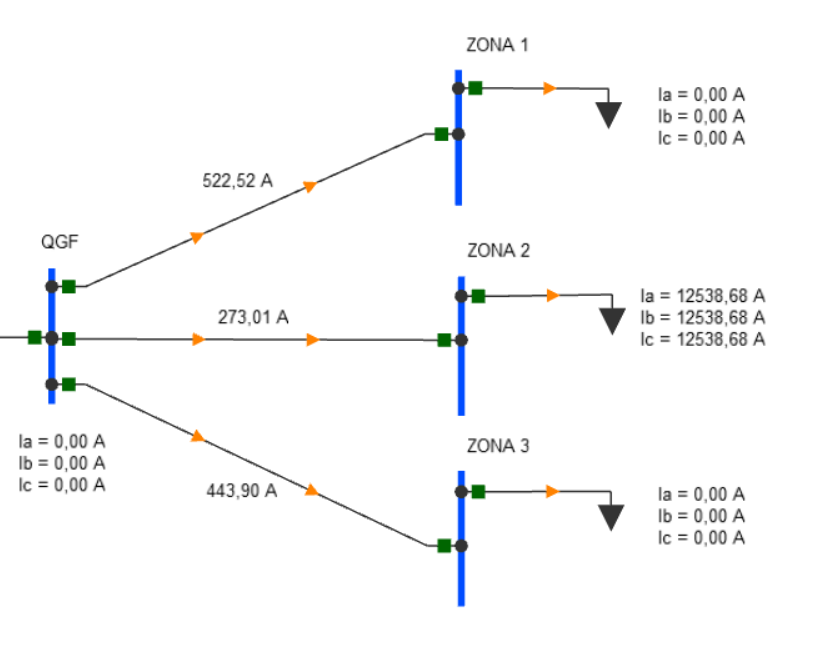 ZONA 1
Ia = 0,00 A
Ib = 0,00 A
Ic = 0,00 A
522,52 A
QGF
ZONA 2
273,01 A
Ia = 12538,68 A
Ib = 12538,68 A
Ic = 12538,68 A
Ia = 0,00 A
Ib = 0,00 A
Ic = 0,00 A
ZONA 3
443,90 A
Ia = 0,00 A
Ib = 0,00 A
Ic = 0,00 A